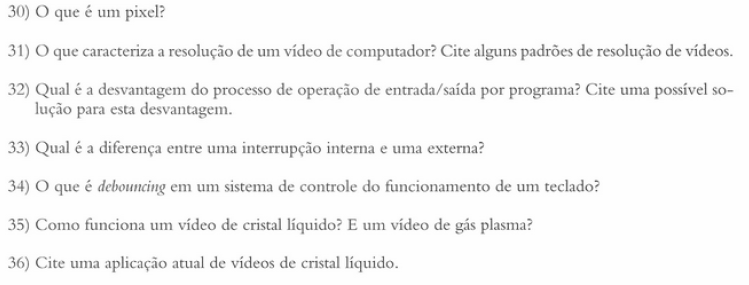 30) O que é um pixel?
31) O que caracteriza a resolução de um vídeo de computador? Cite alguns padrões de resolução de vídeos.
32) Qual é a desvantagem do processo de operação de entrada/saída por programa? Cite uma possível so-
lução para esta desvantagem.
33) Qual é a diferença entre uma interrupção interna e uma externa?
34) O que é debouncing em um sistema de controle do funcionamento de um teclado?
35) Como funciona um vídeo de cristal líquido? E um vídeo de gás plasma?
36) Cite uma aplicação atual de vídeos de cristal líquido.